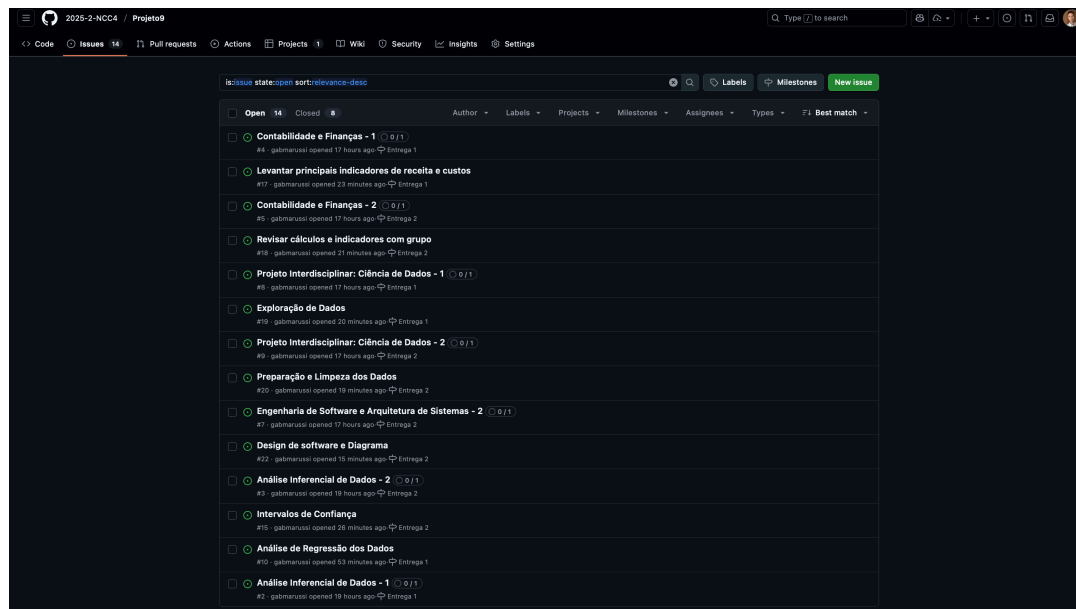 2025-2-NCC4 / Projeto9
Type / to search
Code Issues 14 Pull requests Actions Projects 1 Wiki Security Insights Settings
is:issue state:open sort:relevance-desc
Labels Milestones New issue
Open 14 Closed 8 Author Labels Projects Milestones Assignees Types Best match
Contabilidade e Finanças - 1 0 / 1
#4 · gabmarussi opened 17 hours ago · Entrega 1
Levantar principais indicadores de receita e custos
#17 · gabmarussi opened 23 minutes ago · Entrega 1
Contabilidade e Finanças - 2 0 / 1
#5 · gabmarussi opened 17 hours ago · Entrega 2
Revisar cálculos e indicadores com grupo
#18 · gabmarussi opened 21 minutes ago · Entrega 2
Projeto Interdisciplinar: Ciência de Dados - 1 0 / 1
#8 · gabmarussi opened 17 hours ago · Entrega 1
Exploração de Dados
#19 · gabmarussi opened 20 minutes ago · Entrega 1
Projeto Interdisciplinar: Ciência de Dados - 2 0 / 1
#9 · gabmarussi opened 17 hours ago · Entrega 2
Preparação e Limpeza dos Dados
#20 · gabmarussi opened 19 minutes ago · Entrega 2
Engenharia de Software e Arquitetura de Sistemas - 2 0 / 1
#7 · gabmarussi opened 17 hours ago · Entrega 2
Design de software e Diagrama
#22 · gabmarussi opened 15 minutes ago · Entrega 2
Análise Inferencial de Dados - 2 0 / 1
#3 · gabmarussi opened 19 hours ago · Entrega 2
Intervalos de Confiança
#15 · gabmarussi opened 26 minutes ago · Entrega 2
Análise de Regressão dos Dados
#10 · gabmarussi opened 53 minutes ago · Entrega 1
Análise Inferencial de Dados - 1 0 / 1
#2 · gabmarussi opened 19 hours ago · Entrega 1